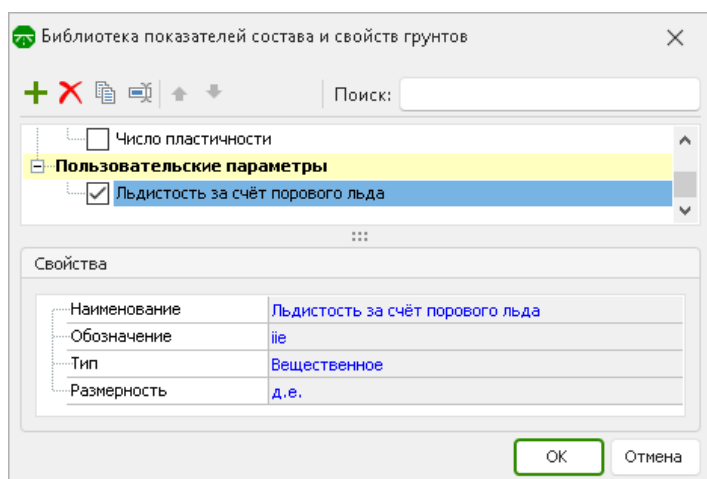 Библиотека показателей состава и свойств грунтов
Поиск:
Число пластичности
Пользовательские параметры
Льдистость за счёт порового льда
Свойства
Наименование Льдистость за счёт порового льда
Обозначение iie
Тип Вещественное
Размерность д.е.
ОК Отмена